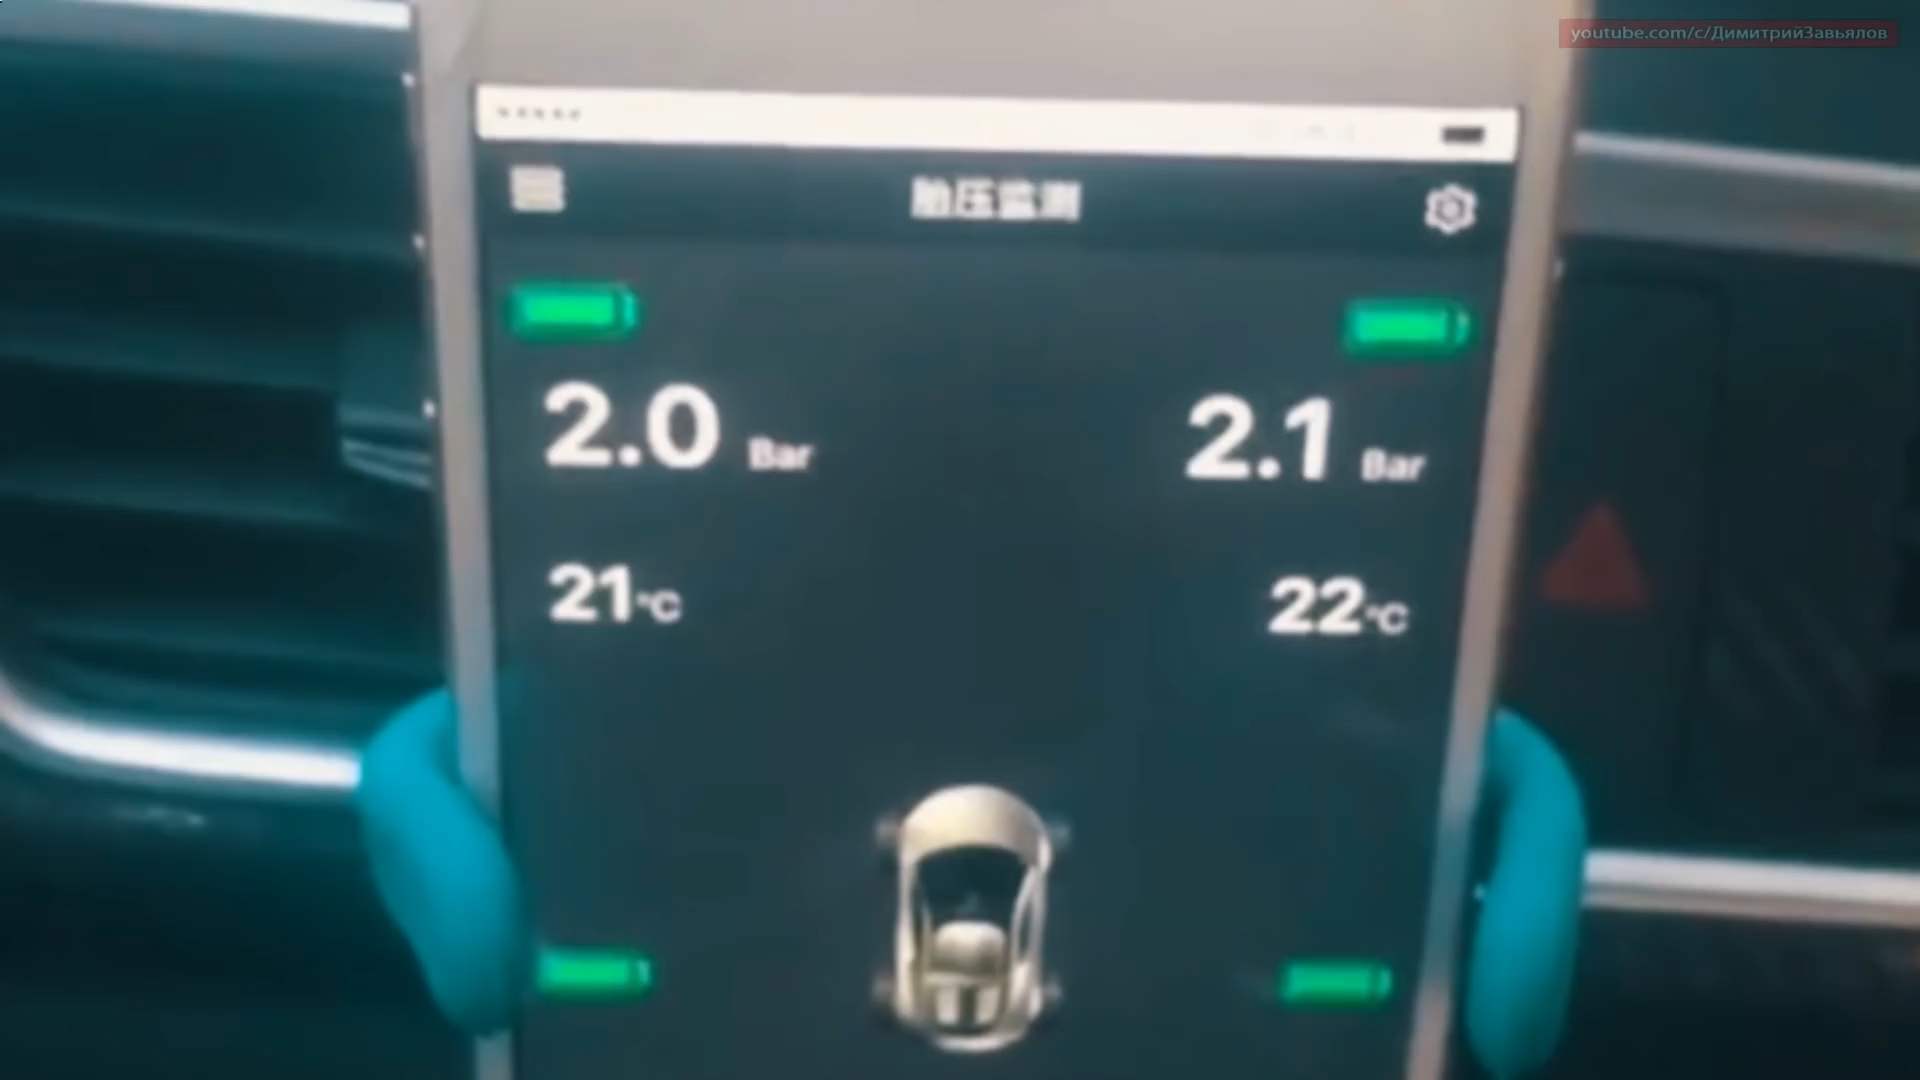 youtube.com/c/ДимитрийЗавьялов
胎压监测
2.0 Bar
2.1 Bar
21°C
22°C